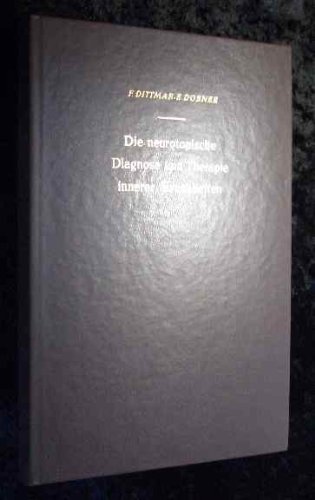 F. DITTMAR · E. DOBNER
Die neurotopische
Diagnose und Therapie
innerer Krankheiten